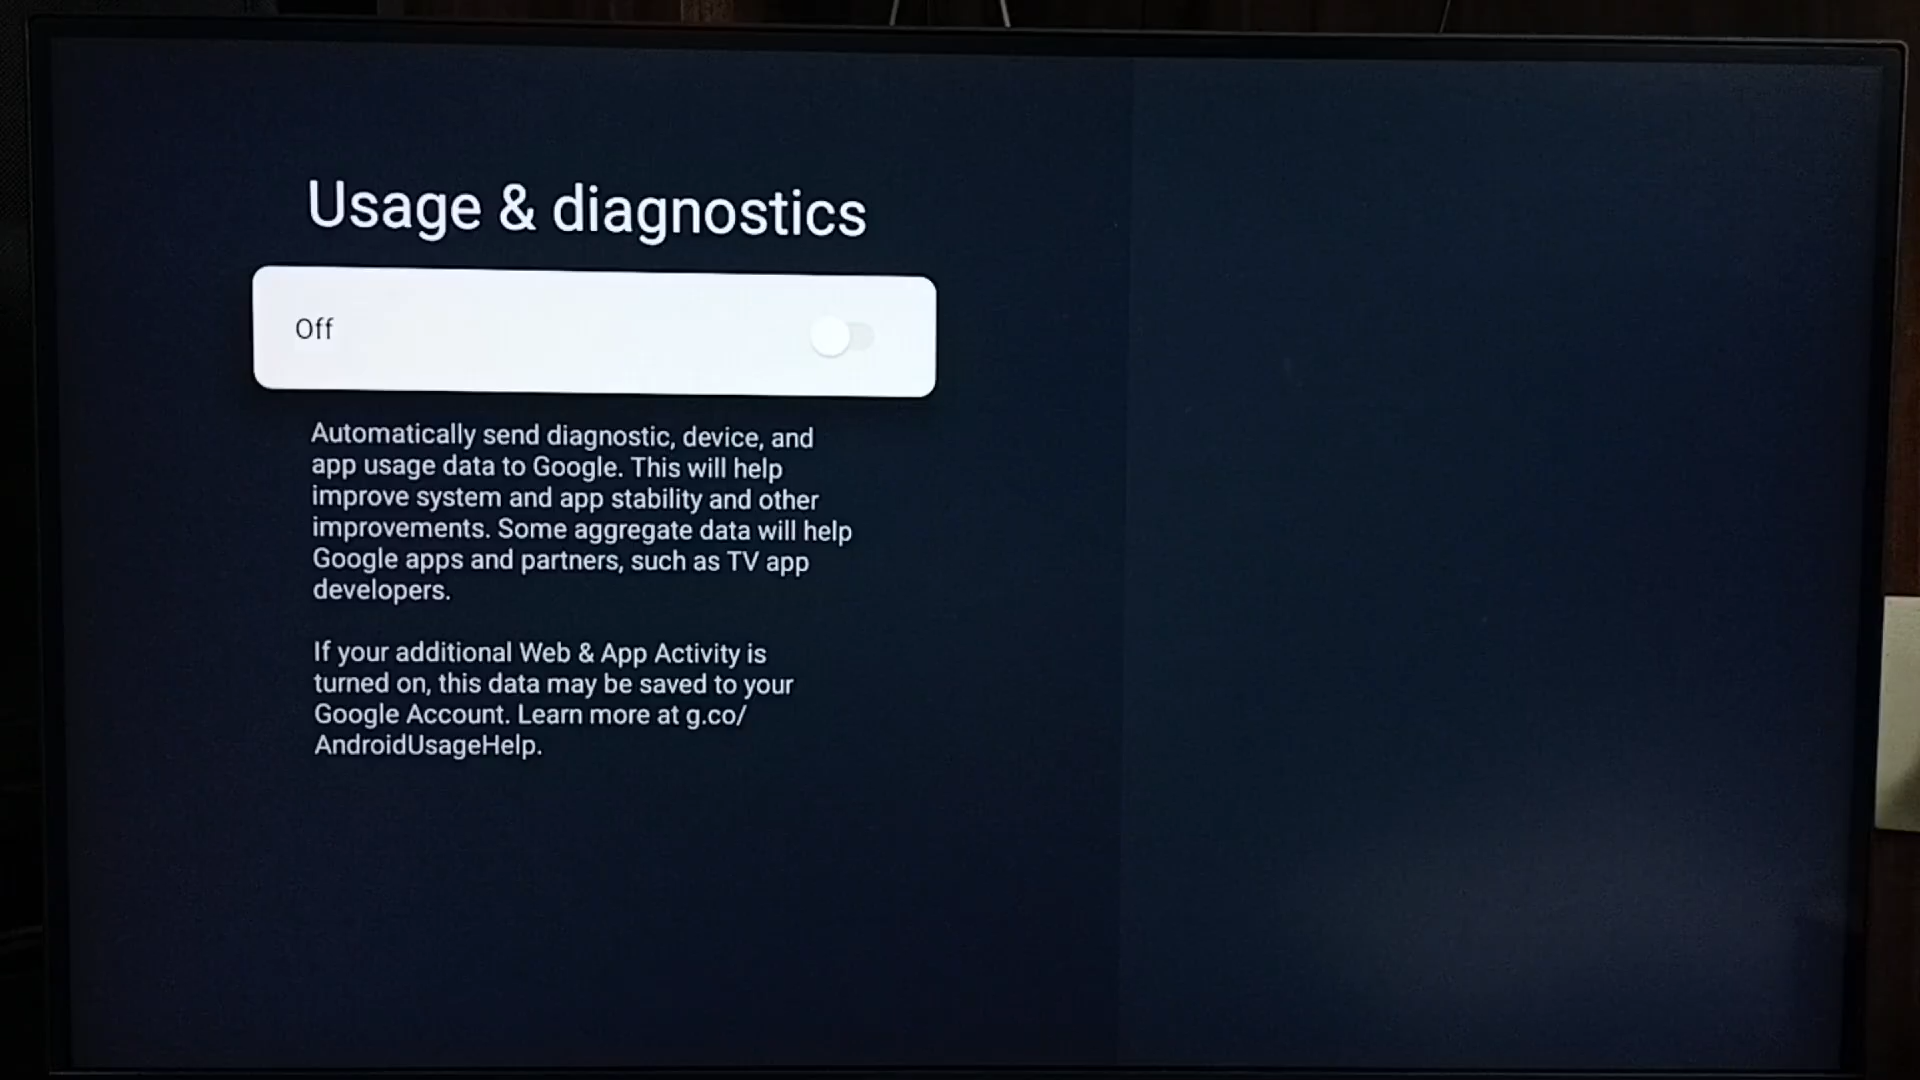 Usage & diagnostics
Off
Automatically send diagnostic, device, and
app usage data to Google. This will help
improve system and app stability and other
improvements. Some aggregate data will help
Google apps and partners, such as TV app
developers.
If your additional Web & App Activity is
turned on, this data may be saved to your
Google Account. Learn more at g.co/
AndroidUsageHelp.